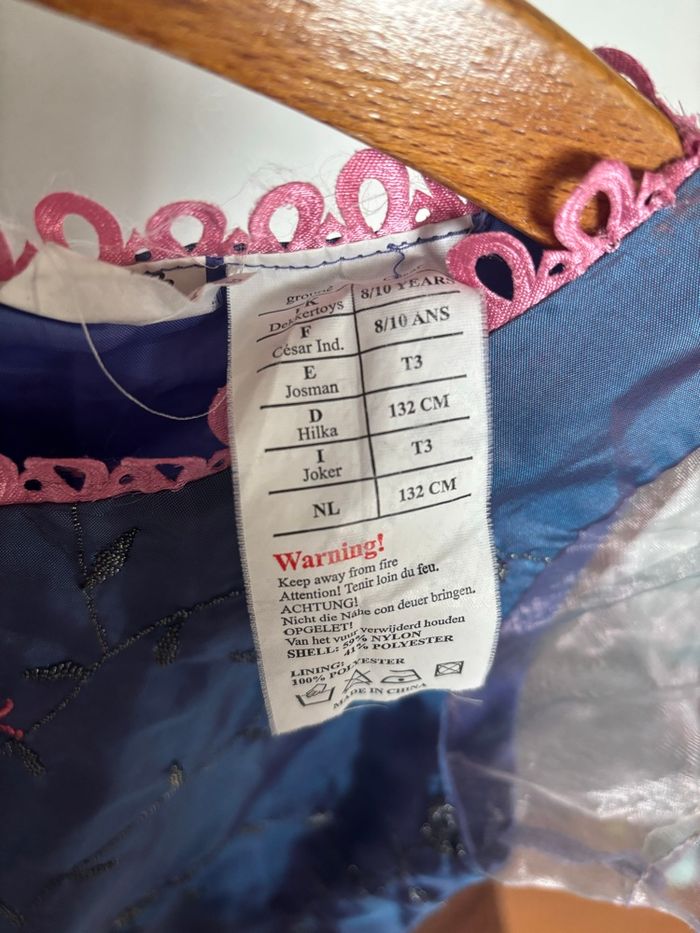 8/10 YEARS
Dekkertoys
F 8/10 ANS
César Ind.
E T3
Josman
D 132 CM
Hilka
I T3
Joker
NL 132 CM
Warning!
Keep away from fire
Attention! Tenir loin du feu.
ACHTUNG!
Nicht die Nähe con deuer bringen.
OPGELET!
Van het vuur verwijderd houden
SHELL: 59% NYLON
41% POLYESTER
LINING:
100% POLYESTER
MADE IN CHINA